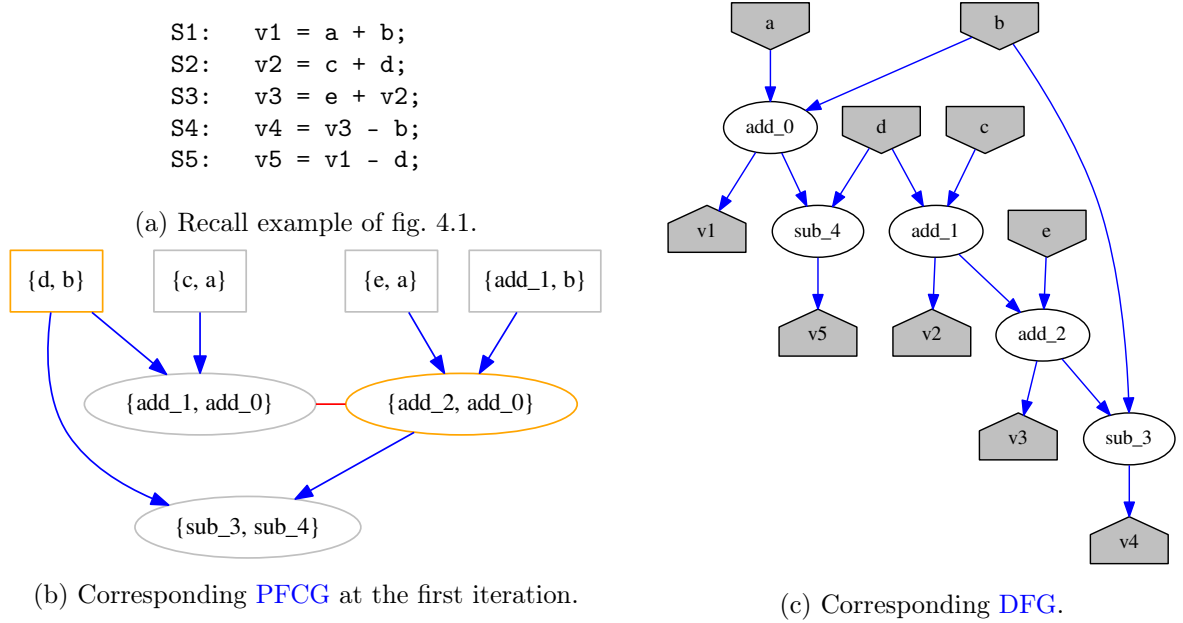 S1: v1 = a + b;
S2: v2 = c + d;
S3: v3 = e + v2;
S4: v4 = v3 - b;
S5: v5 = v1 - d;
(a) Recall example of fig. 4.1.
{d, b}
{c, a}
{e, a}
{add_1, b}
{add_1, add_0}
{add_2, add_0}
{sub_3, sub_4}
(b) Corresponding PFCG at the first iteration.
a
b
add_0
d
c
v1
sub_4
add_1
e
v5
v2
add_2
v3
sub_3
v4
(c) Corresponding DFG.